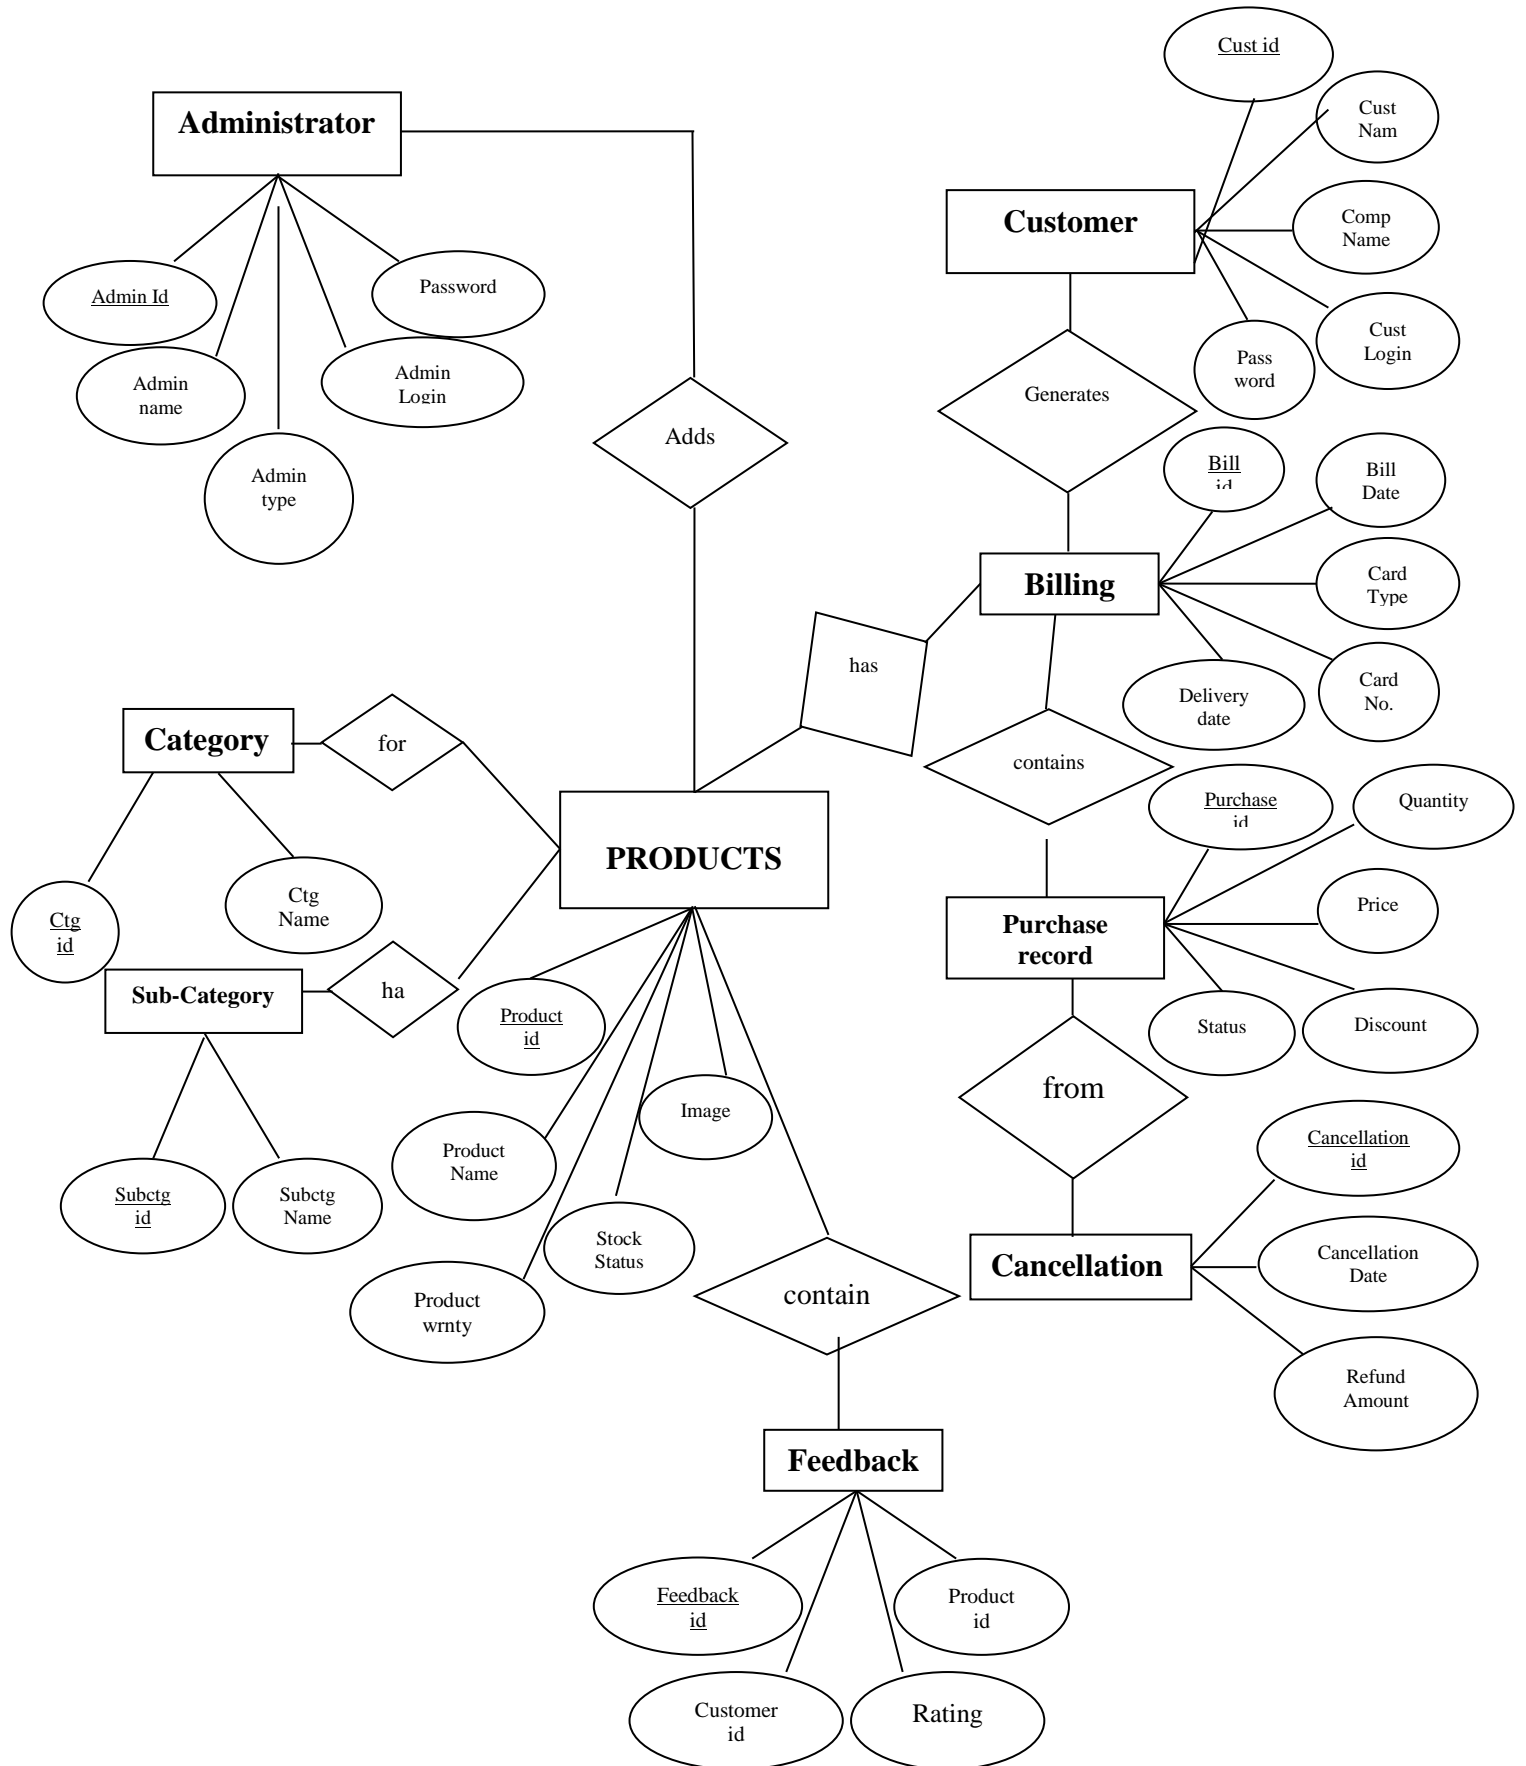 Cust id
Cust
Nam
Administrator
Customer
Comp
Name
Admin Id
Password
Cust
Login
Pass
word
Admin
name
Admin
Login
Generates
Adds
Bill
id
Bill
Date
Admin
type
Billing
Card
Type
has
Delivery
date
Card
No.
Category
for
contains
Purchase
id
Quantity
PRODUCTS
Ctg
id
Ctg
Name
Purchase
record
Price
Sub-Category
ha
Product
id
Status
Discount
from
Image
Product
Name
Cancellation
id
Subctg
id
Subctg
Name
Stock
Status
Cancellation
Cancellation
Date
Product
wrnty
contain
Refund
Amount
Feedback
Feedback
id
Product
id
Customer
id
Rating